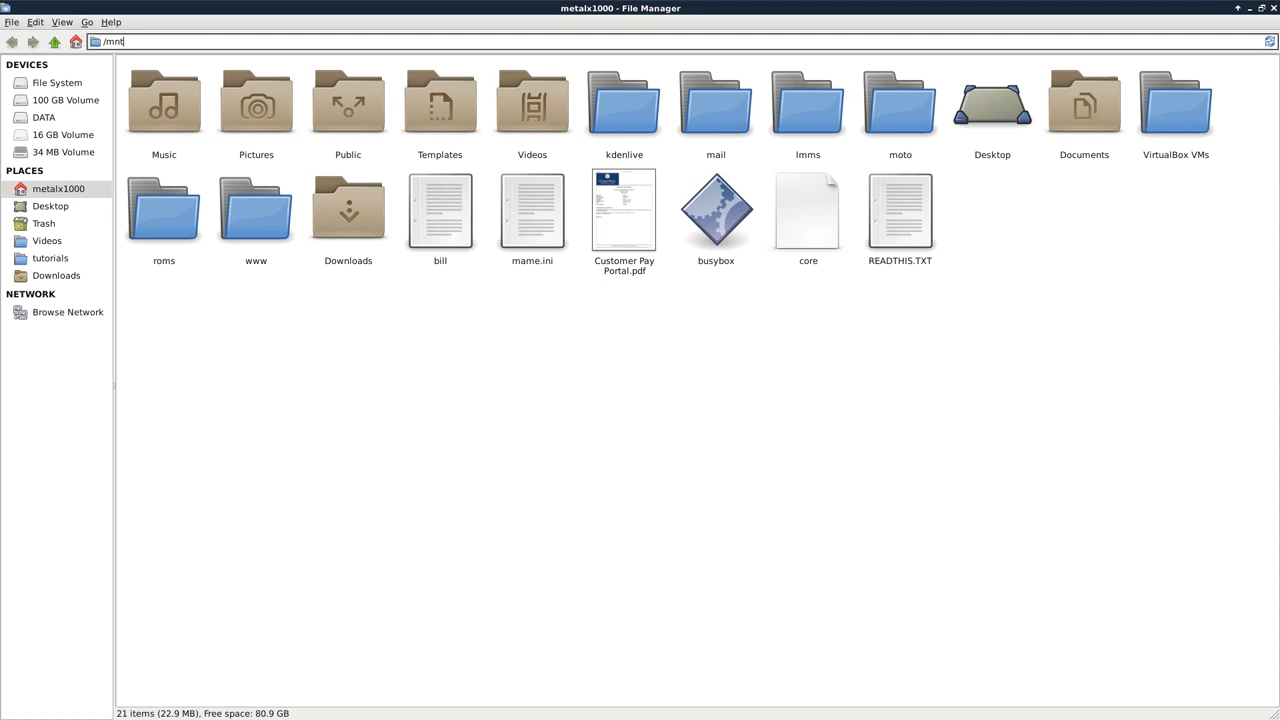 metalx1000 - File Manager
File Edit View Go Help
/mnt
DEVICES
File System
100 GB Volume
DATA
16 GB Volume
34 MB Volume
PLACES
metalx1000
Desktop
Trash
Videos
tutorials
Downloads
NETWORK
Browse Network
Music Pictures Public Templates Videos kdenlive mail lmms moto Desktop Documents VirtualBox VMs
roms www Downloads bill mame.ini Customer Pay busybox core READTHIS.TXT
Portal.pdf
21 items (22.9 MB), Free space: 80.9 GB